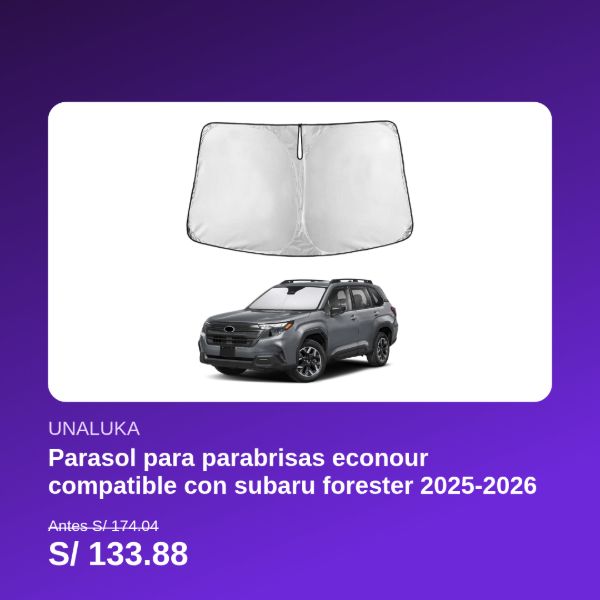 UNALUKA
Parasol para parabrisas econour
compatible con subaru forester 2025-2026
Antes S/ 174.04
S/ 133.88